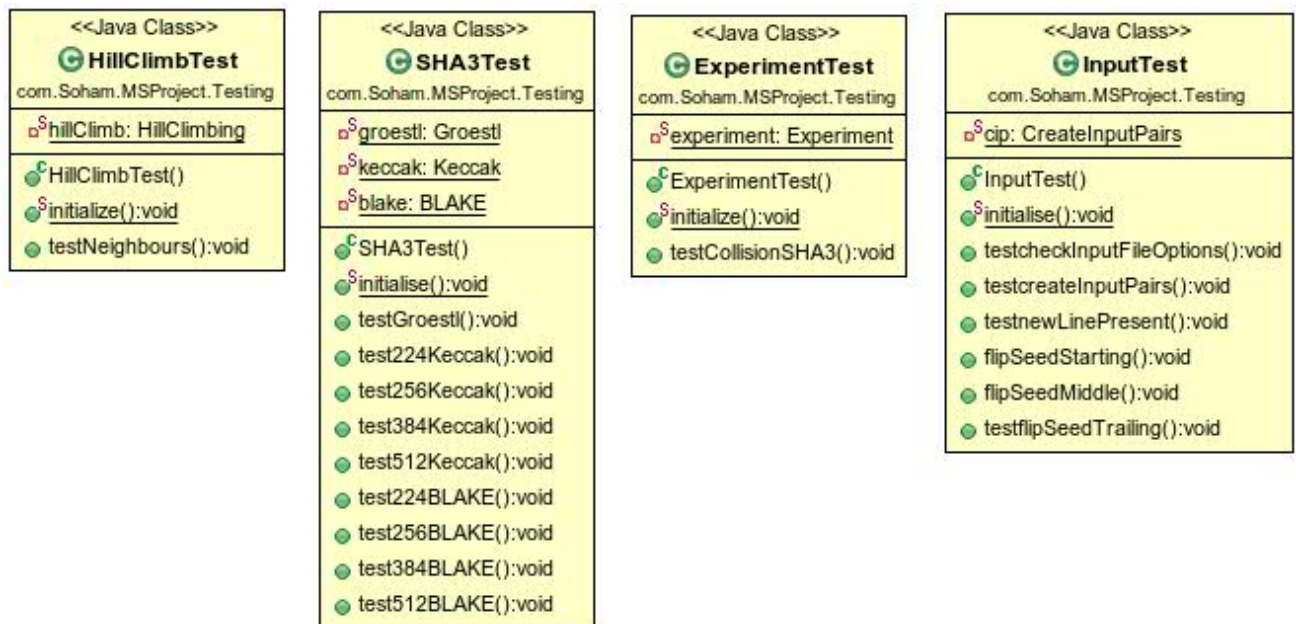 <<Java Class>>
HillClimbTest
com.Soham.MSProject.Testing
hillClimb: HillClimbing
HillClimbTest()
initialize():void
testNeighbours():void
<<Java Class>>
SHA3Test
com.Soham.MSProject.Testing
groestl: Groestl
keccak: Keccak
blake: BLAKE
SHA3Test()
initialise():void
testGroestl():void
test224Keccak():void
test256Keccak():void
test384Keccak():void
test512Keccak():void
test224BLAKE():void
test256BLAKE():void
test384BLAKE():void
test512BLAKE():void
<<Java Class>>
ExperimentTest
com.Soham.MSProject.Testing
experiment: Experiment
ExperimentTest()
initialize():void
testCollisionSHA3():void
<<Java Class>>
InputTest
com.Soham.MSProject.Testing
cip: CreateInputPairs
InputTest()
initialise():void
testcheckInputFileOptions():void
testcreateInputPairs():void
testnewLinePresent():void
flipSeedStarting():void
flipSeedMiddle():void
testflipSeedTrailing():void